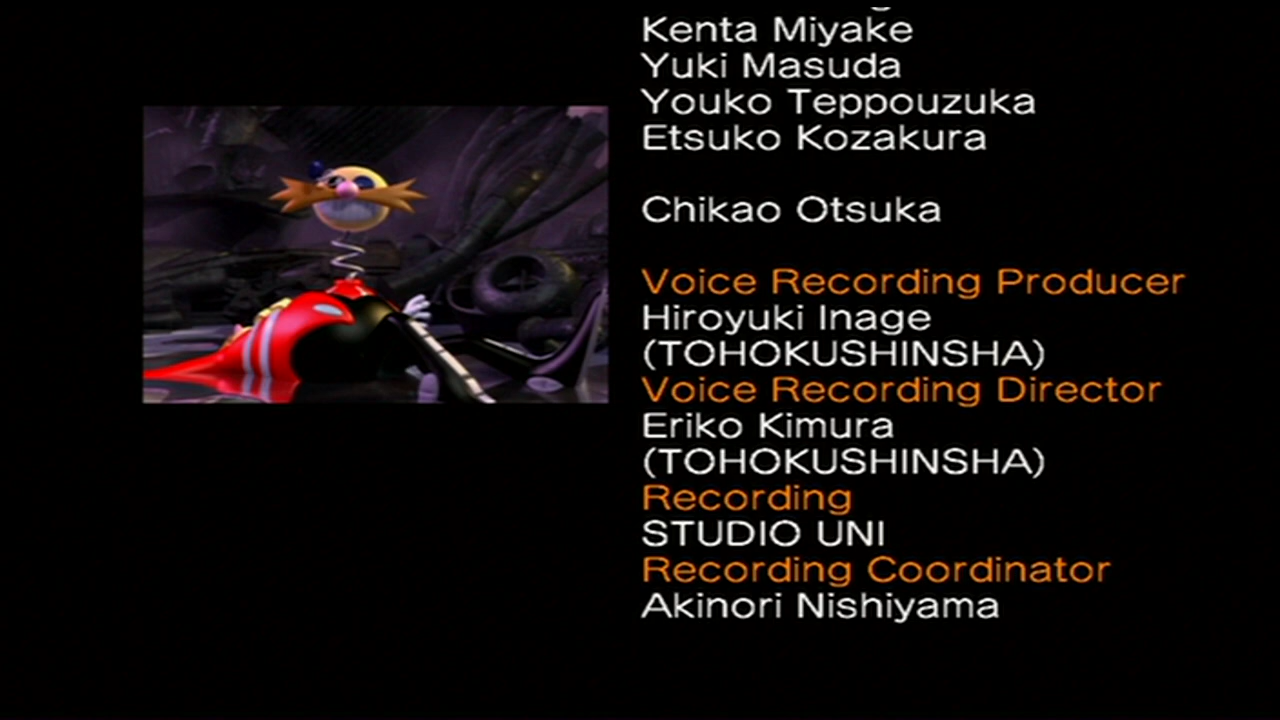 Kenta Miyake
Yuki Masuda
Youko Teppouzuka
Etsuko Kozakura
Chikao Otsuka
Voice Recording Producer
Hiroyuki Inage
(TOHOKUSHINSHA)
Voice Recording Director
Eriko Kimura
(TOHOKUSHINSHA)
Recording
STUDIO UNI
Recording Coordinator
Akinori Nishiyama